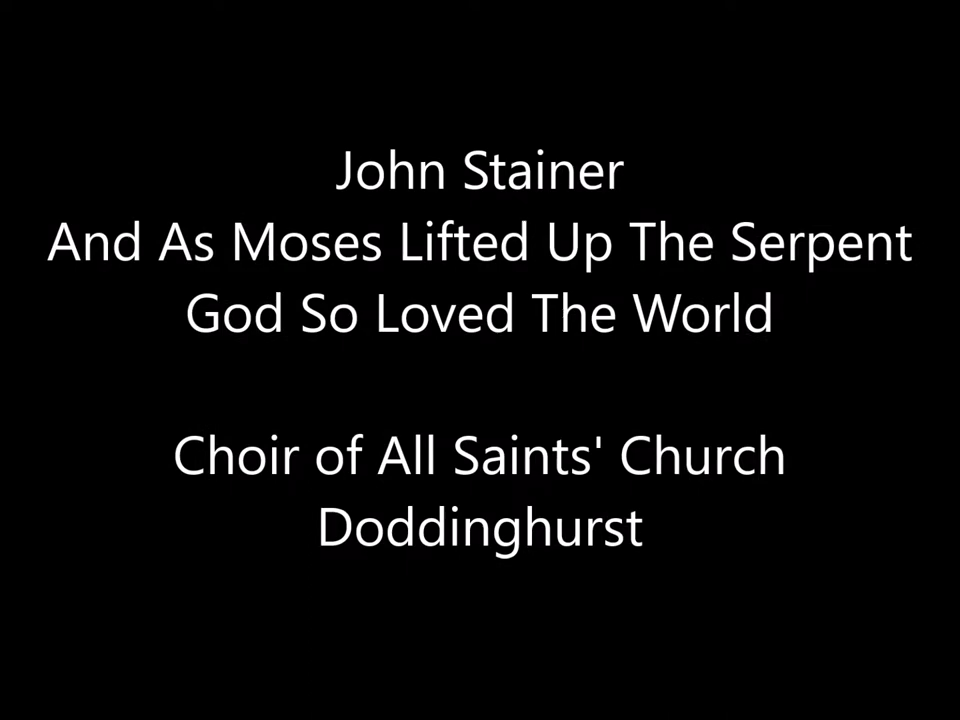 John Stainer
And As Moses Lifted Up The Serpent
God So Loved The World
Choir of All Saints' Church
Doddinghurst